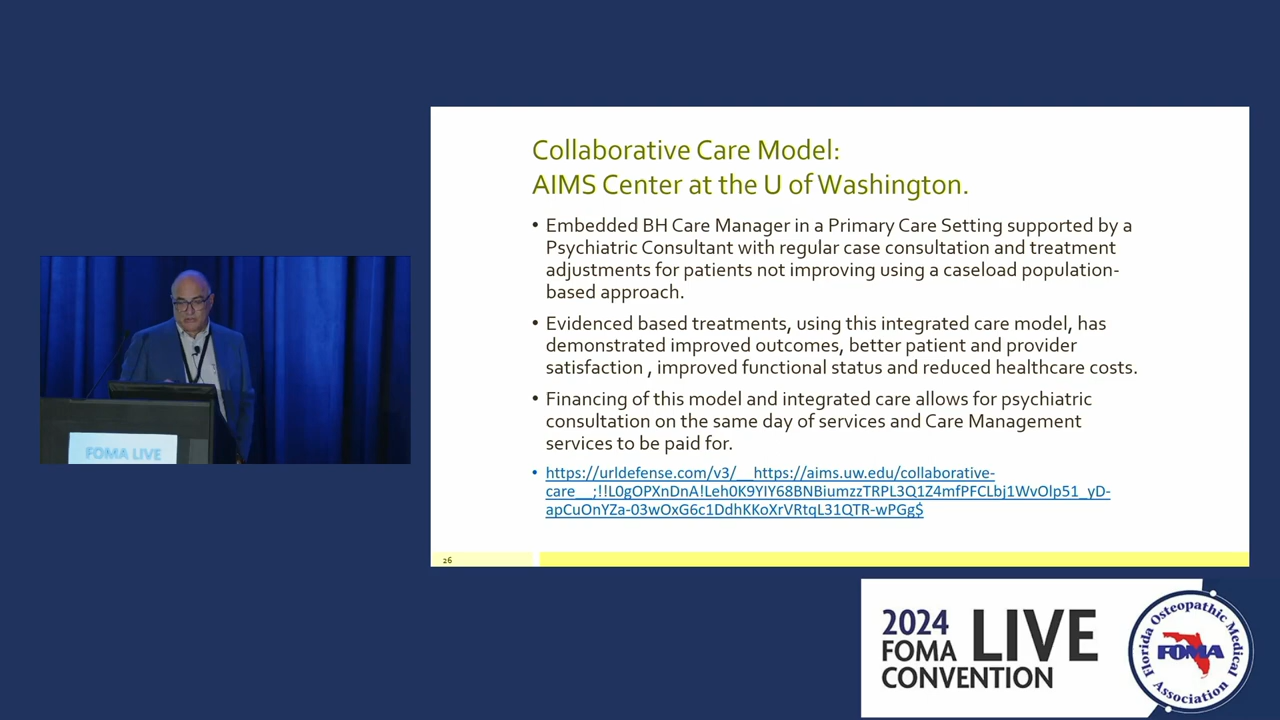 Collaborative Care Model:
AIMS Center at the U of Washington.
• Embedded BH Care Manager in a Primary Care Setting supported by a
Psychiatric Consultant with regular case consultation and treatment
adjustments for patients not improving using a caseload population-
based approach.
• Evidenced based treatments, using this integrated care model, has
demonstrated improved outcomes, better patient and provider
satisfaction , improved functional status and reduced healthcare costs.
• Financing of this model and integrated care allows for psychiatric
consultation on the same day of services and Care Management
services to be paid for.
• https://urldefense.com/v3/__https://aims.uw.edu/collaborative-
care__;!!L0gOPXnDnA!Leh0K9YIY68BNBiumzzTRPL3Q1Z4mfPFCLbj1WvOlp51_yD-
apCuOnYZa-03wOxG6c1DdhKKoXrVRtqL31QTR-wPGg$
26
FOMA LIVE
2024
FOMA
CONVENTION
LIVE
Florida Osteopathic Medical
FOMA
Association